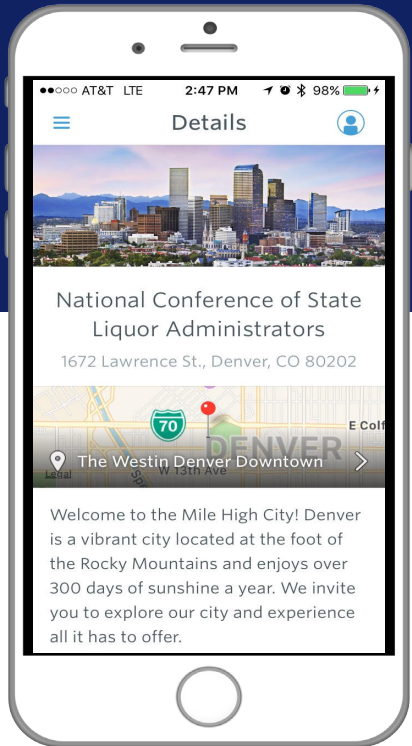 AT&T LTE 2:47 PM 98%
Details
National Conference of State
Liquor Administrators
1672 Lawrence St., Denver, CO 80202
70
E Colf
DENVER
The Westin Denver Downtown
W 13th Ave
Legal
Welcome to the Mile High City! Denver
is a vibrant city located at the foot of
the Rocky Mountains and enjoys over
300 days of sunshine a year. We invite
you to explore our city and experience
all it has to offer.